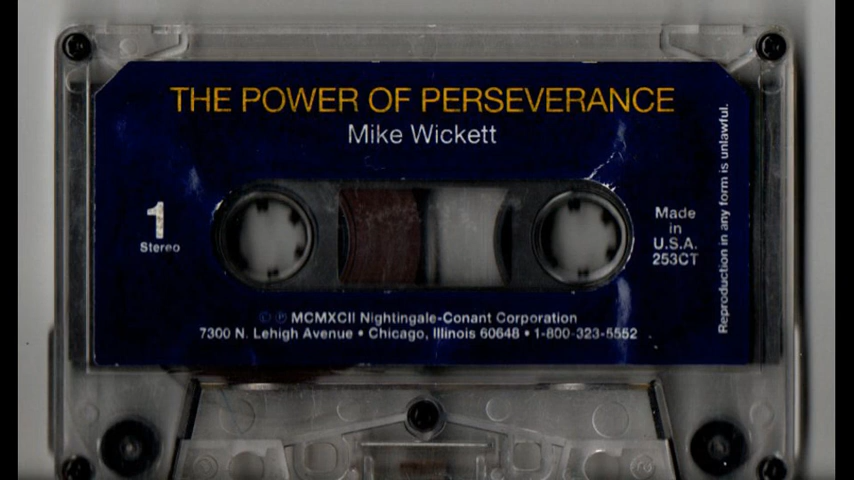 THE POWER OF PERSEVERANCE
Mike Wickett
1
Stereo
Made
in
U.S.A.
253CT
Reproduction in any form is unlawful.
© ℗ MCMXCII Nightingale-Conant Corporation
7300 N. Lehigh Avenue • Chicago, Illinois 60648 • 1-800-323-5552